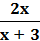 2x
x + 3